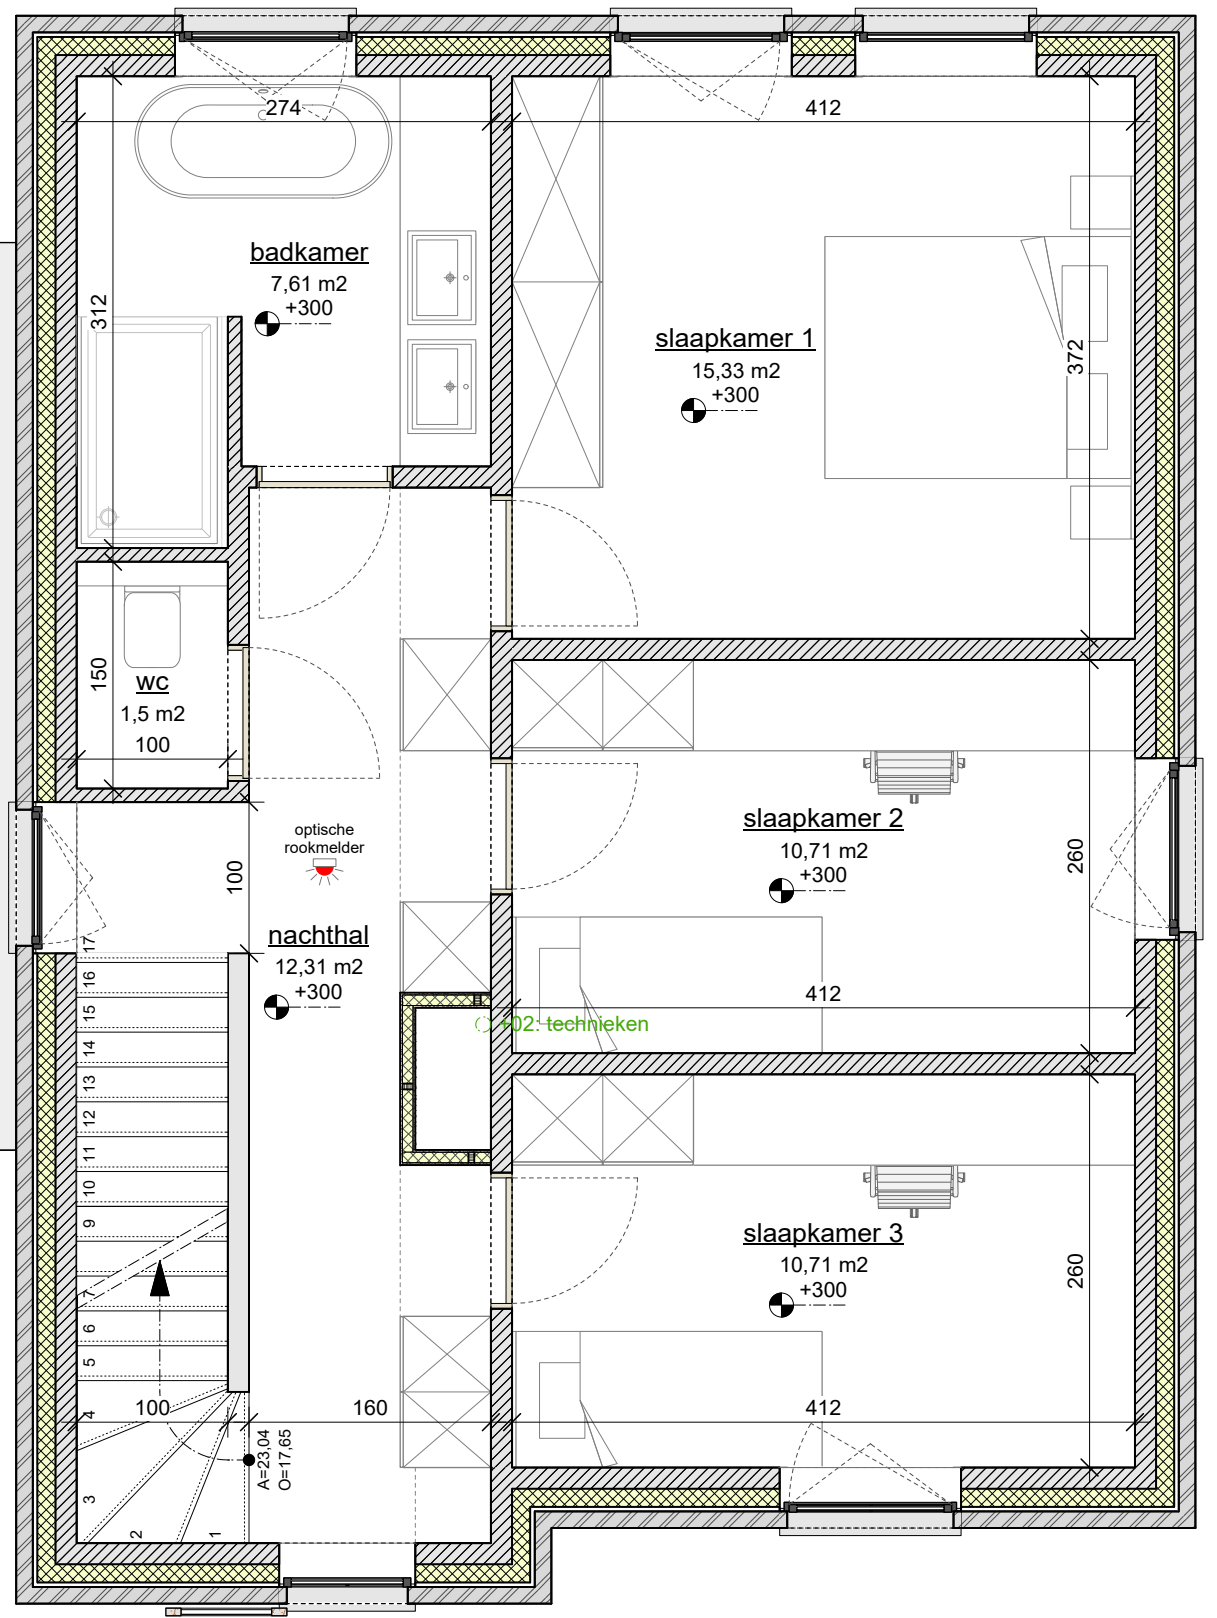 274
412
badkamer
7,61 m2
+300
312
slaapkamer 1
15,33 m2
+300
372
150
wc
1,5 m2
100
optische
rookmelder
100
slaapkamer 2
10,71 m2
+300
260
nachthal
12,31 m2
+300
412
+02: technieken
17
16
15
14
13
12
11
10
9
7
6
5
4
3
2
1
slaapkamer 3
10,71 m2
+300
260
100
160
412
A=23,04
O=17,65